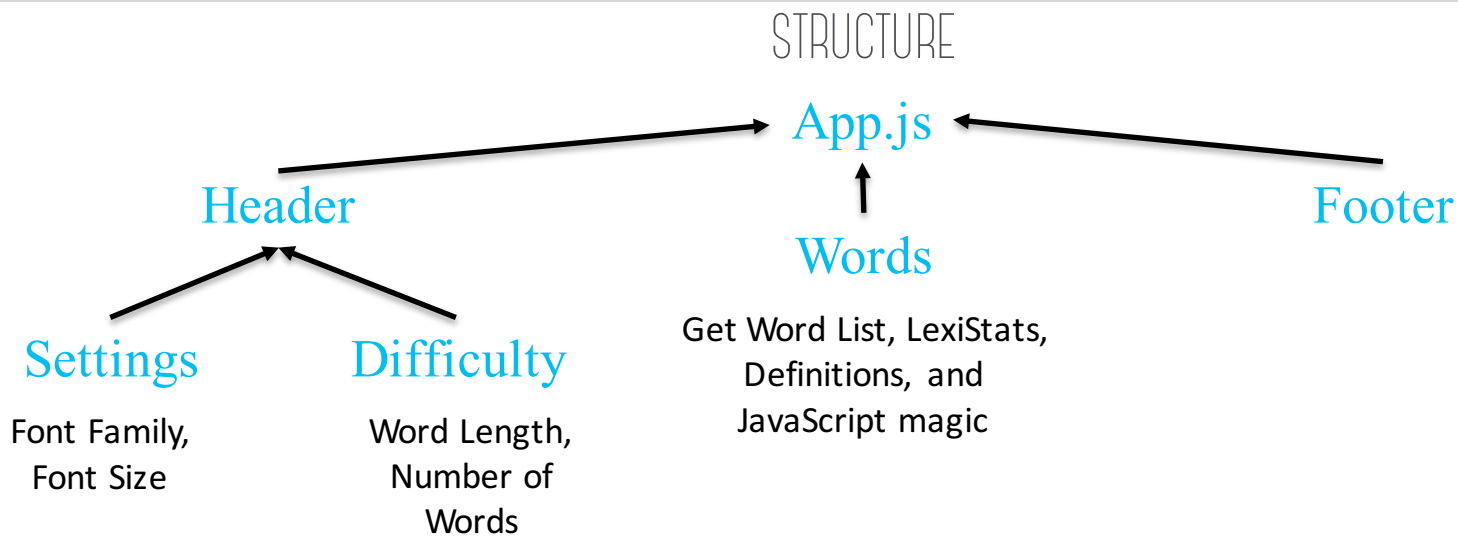 STRUCTURE
App.js
Header
Footer
Words
Settings
Difficulty
Get Word List, LexiStats,
Definitions, and
JavaScript magic
Font Family,
Font Size
Word Length,
Number of
Words